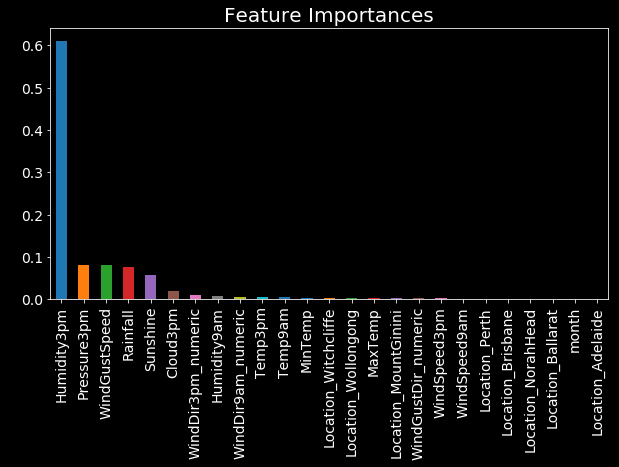 Feature Importances
0.6
0.5
0.4
0.3
0.2
0.1
0.0
Humidity3pm
Pressure3pm
WindGustSpeed
Rainfall
Sunshine
Cloud3pm
WindDir3pm_numeric
Humidity9am
WindDir9am_numeric
Temp3pm
Temp9am
MinTemp
Location_Witchcliffe
Location_Wollongong
MaxTemp
Location_MountGinini
WindGustDir_numeric
WindSpeed3pm
WindSpeed9am
Location_Perth
Location_Brisbane
Location_NorahHead
Location_Ballarat
month
Location_Adelaide